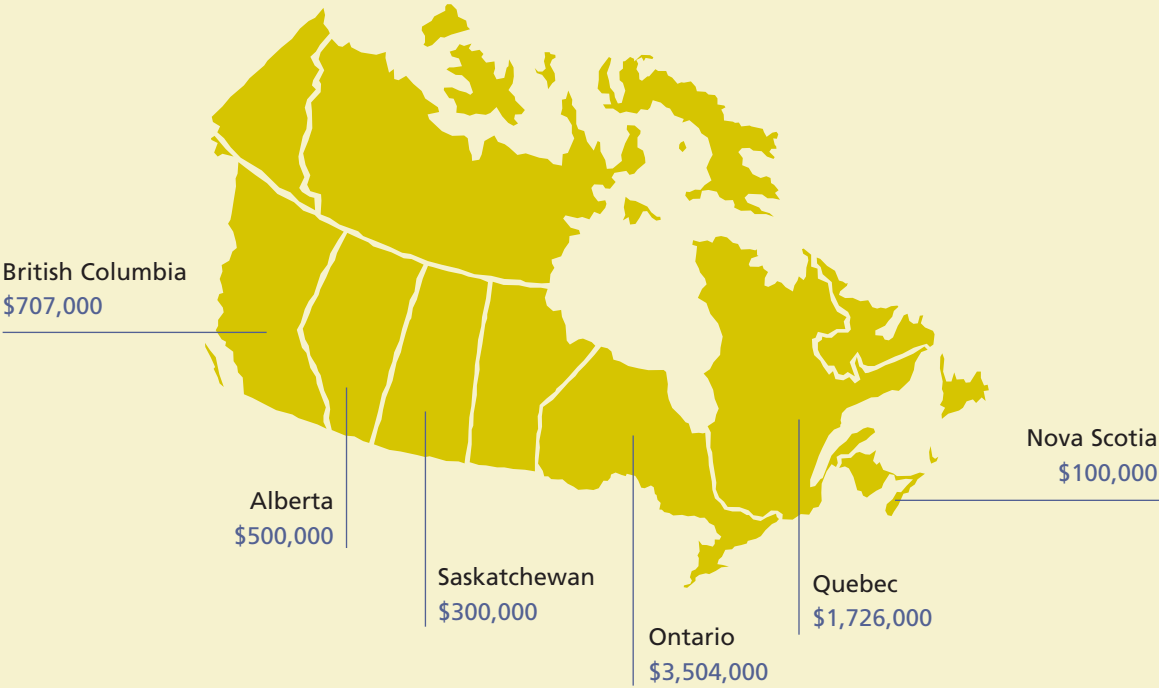 British Columbia
$707,000
Nova Scotia
$100,000
Alberta
$500,000
Saskatchewan
$300,000
Quebec
$1,726,000
Ontario
$3,504,000